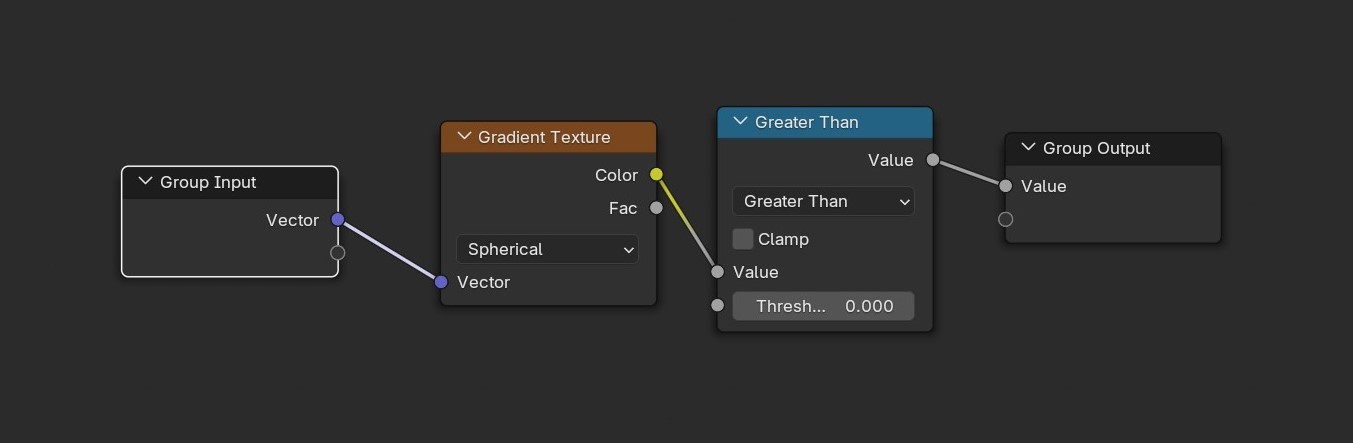 Group Input
Vector
Gradient Texture
Color
Fac
Spherical
Vector
Greater Than
Value
Greater Than
Clamp
Value
Thresh... 0.000
Group Output
Value